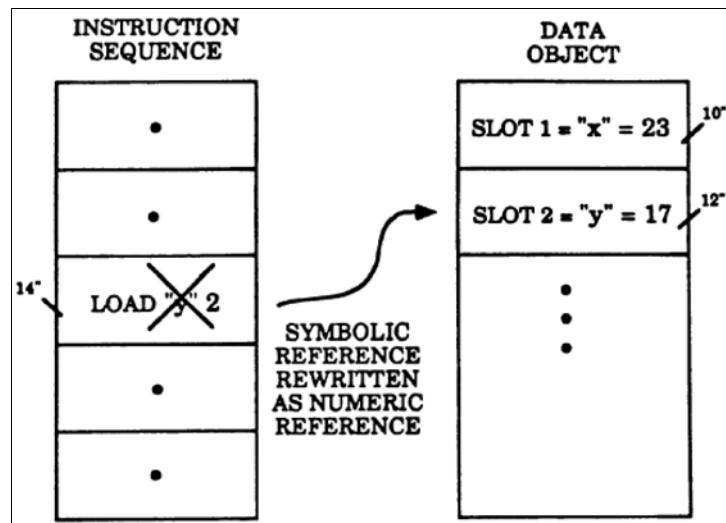 INSTRUCTION
SEQUENCE
DATA
OBJECT
SLOT 1 = "x" = 23
10"
SLOT 2 = "y" = 17
12"
14"
LOAD "y" 2
SYMBOLIC
REFERENCE
REWRITTEN
AS NUMERIC
REFERENCE